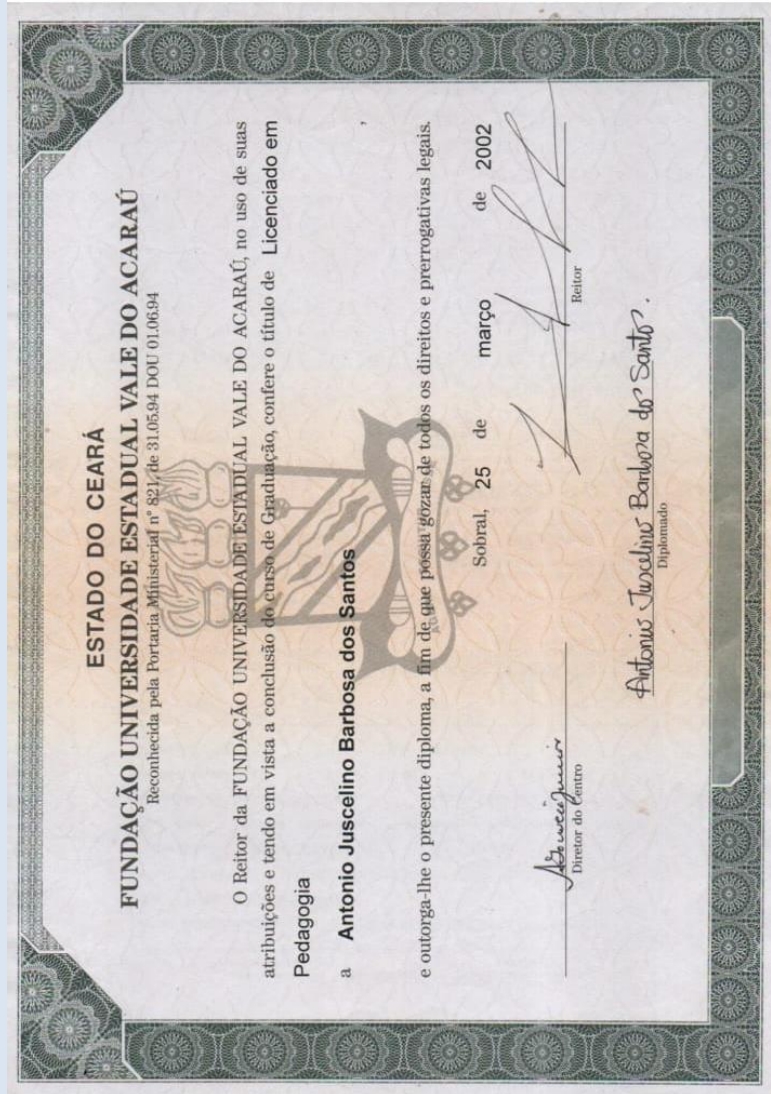 ESTADO DO CEARÁ
FUNDAÇÃO UNIVERSIDADE ESTADUAL VALE DO ACARAÚ
Reconhecida pela Portaria Ministerial nº 821, de 31.05.94 DOU 01.06.94
O Reitor da FUNDAÇÃO UNIVERSIDADE ESTADUAL VALE DO ACARAÚ, no uso de suas
atribuições e tendo em vista a conclusão do curso de Graduação, confere o título de Licenciado em
Pedagogia
a Antonio Juscelino Barbosa dos Santos ,
e outorga-lhe o presente diploma, a fim de que possa gozar de todos os direitos e prerrogativas legais.
Sobral, 25 de março de 2002
Diretor do Centro
Reitor
Antonio Juscelino Barbosa dos Santos.
Diplomado